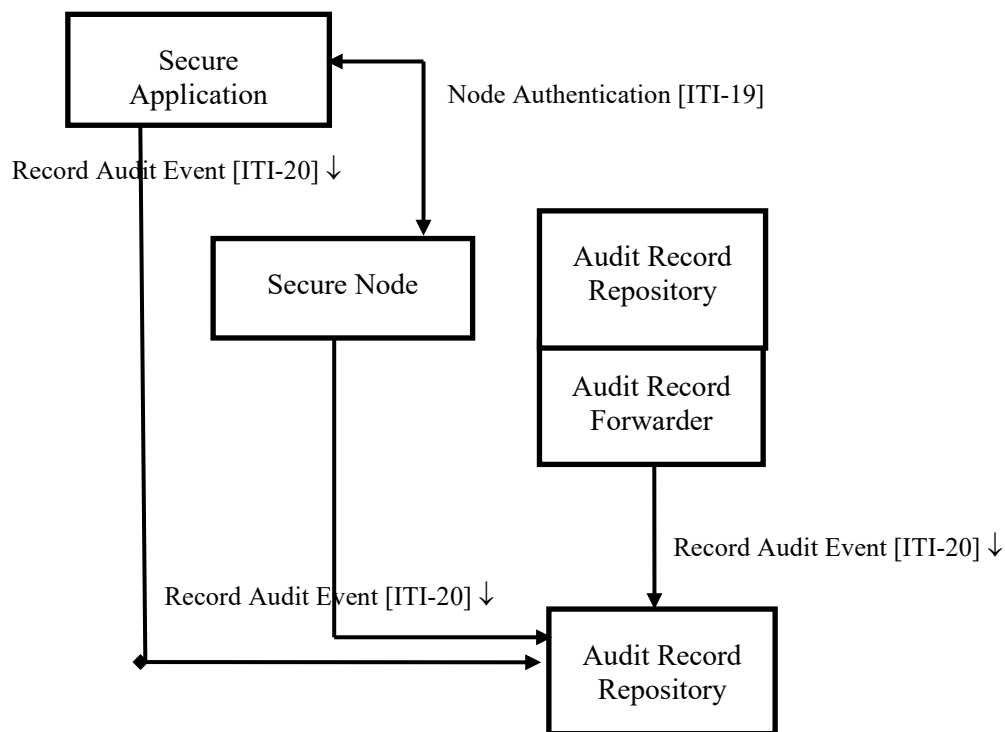 Secure
Application
Node Authentication [ITI-19]
Record Audit Event [ITI-20] ↓
Secure Node
Audit Record
Repository
Audit Record
Forwarder
Record Audit Event [ITI-20] ↓
Record Audit Event [ITI-20] ↓
Audit Record
Repository